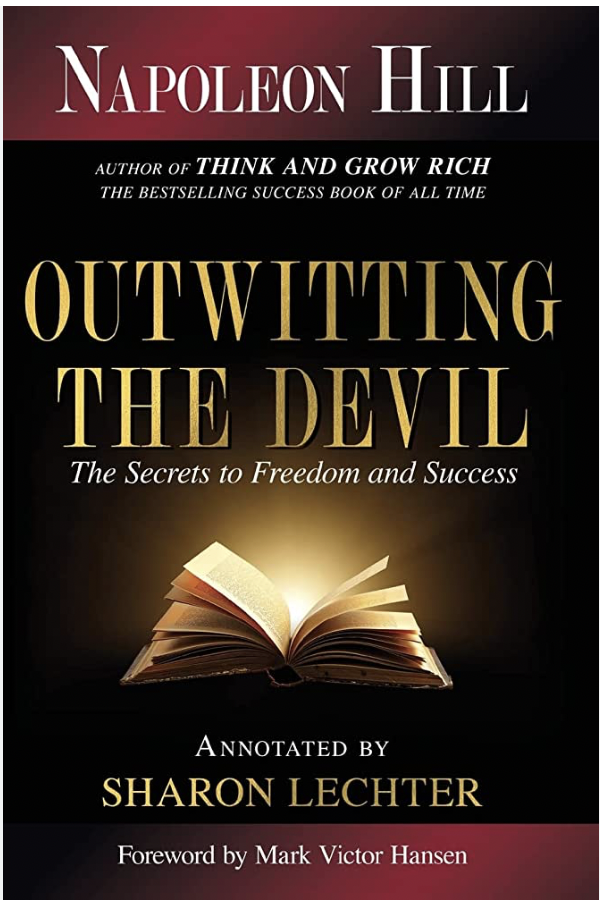 NAPOLEON HILL
AUTHOR OF THINK AND GROW RICH
THE BESTSELLING SUCCESS BOOK OF ALL TIME
OUTWITTING
THE DEVIL
The Secrets to Freedom and Success
ANNOTATED BY
SHARON LECHTER
Foreword by Mark Victor Hansen